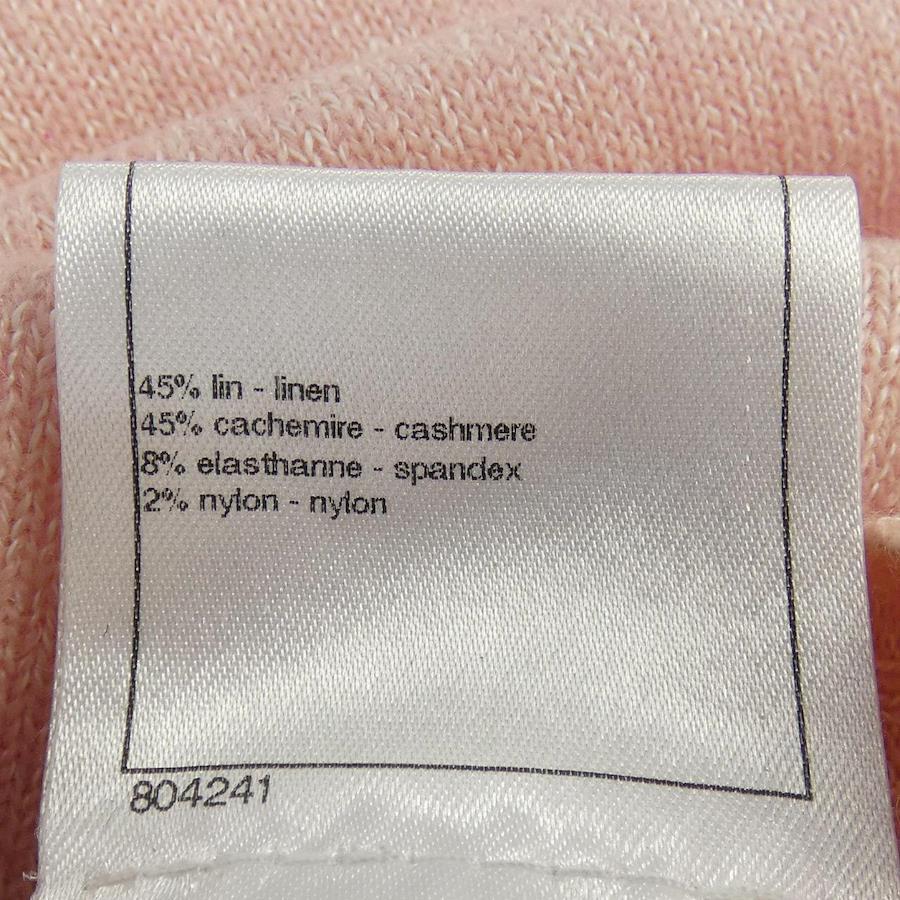 45% lin - linen
45% cachemire - cashmere
8% elasthanne - spandex
2% nylon - nylon
804241